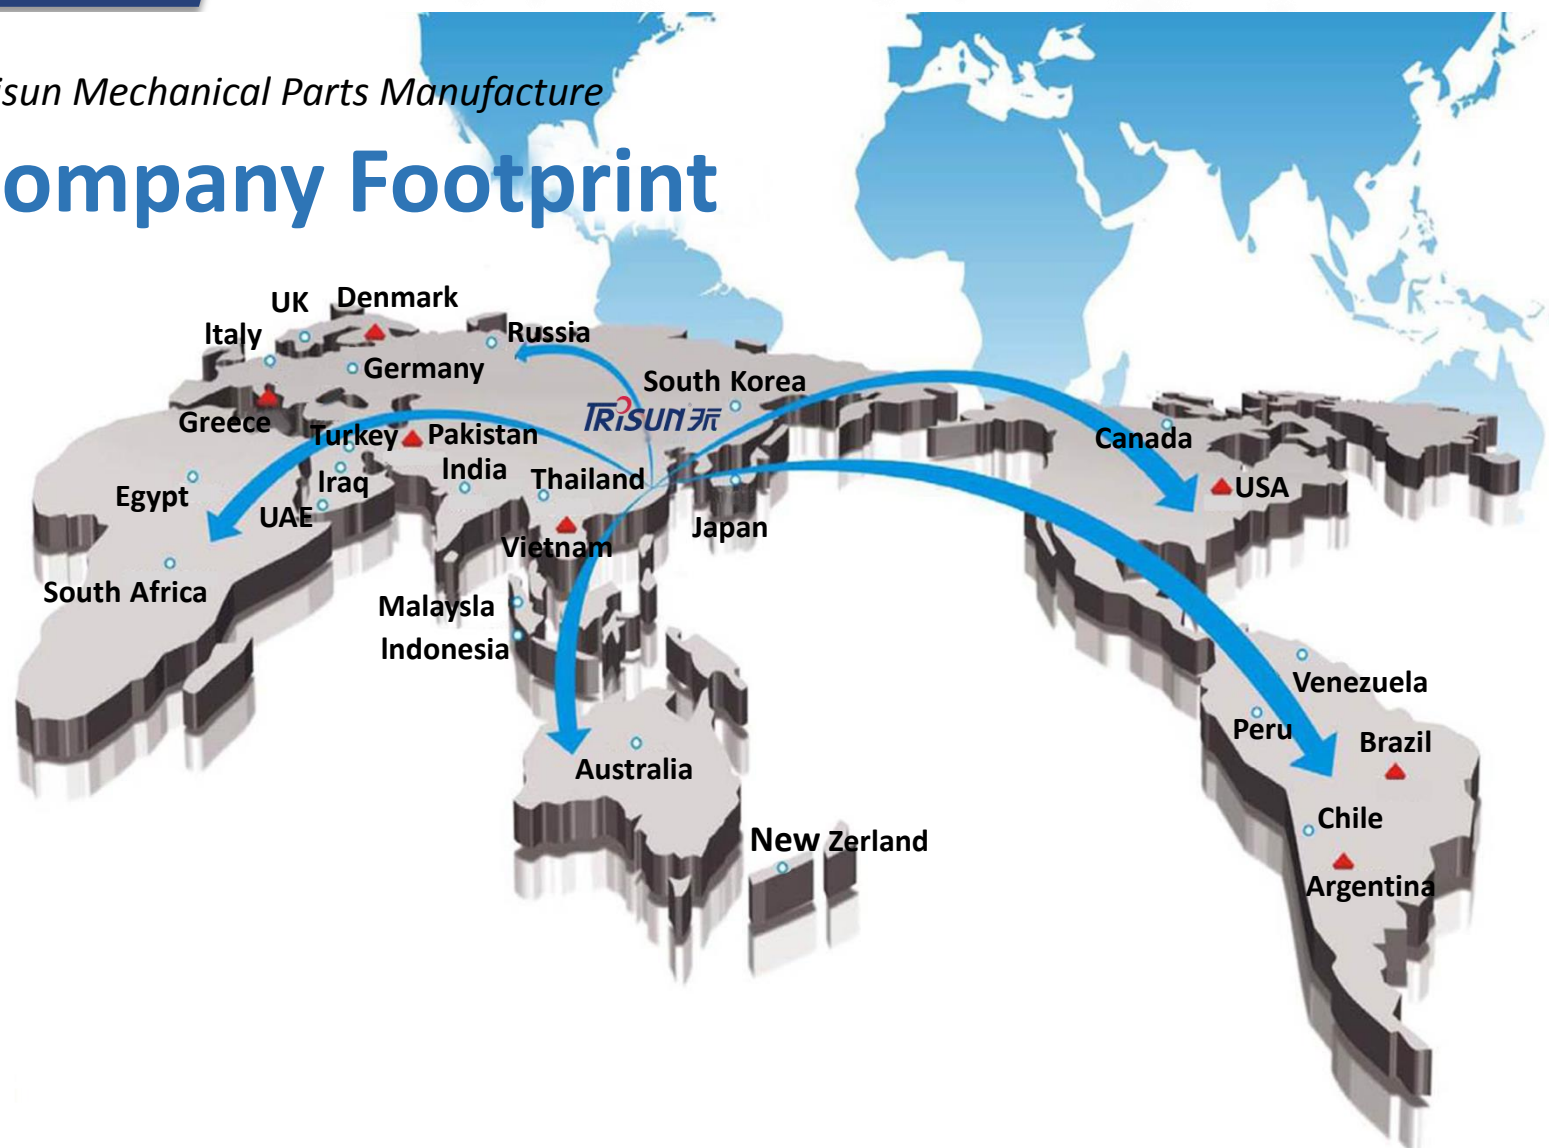 isun Mechanical Parts Manufacture
ompany Footprint
UK
Denmark
Italy
Russia
Germany
South Korea
Greece
TRiSUN
Turkey
Pakistan
Canada
India
Thailand
Iraq
USA
Egypt
UAE
Japan
Vietnam
South Africa
Malaysla
Indonesia
Venezuela
Peru
Brazil
Australia
Chile
New Zerland
Argentina